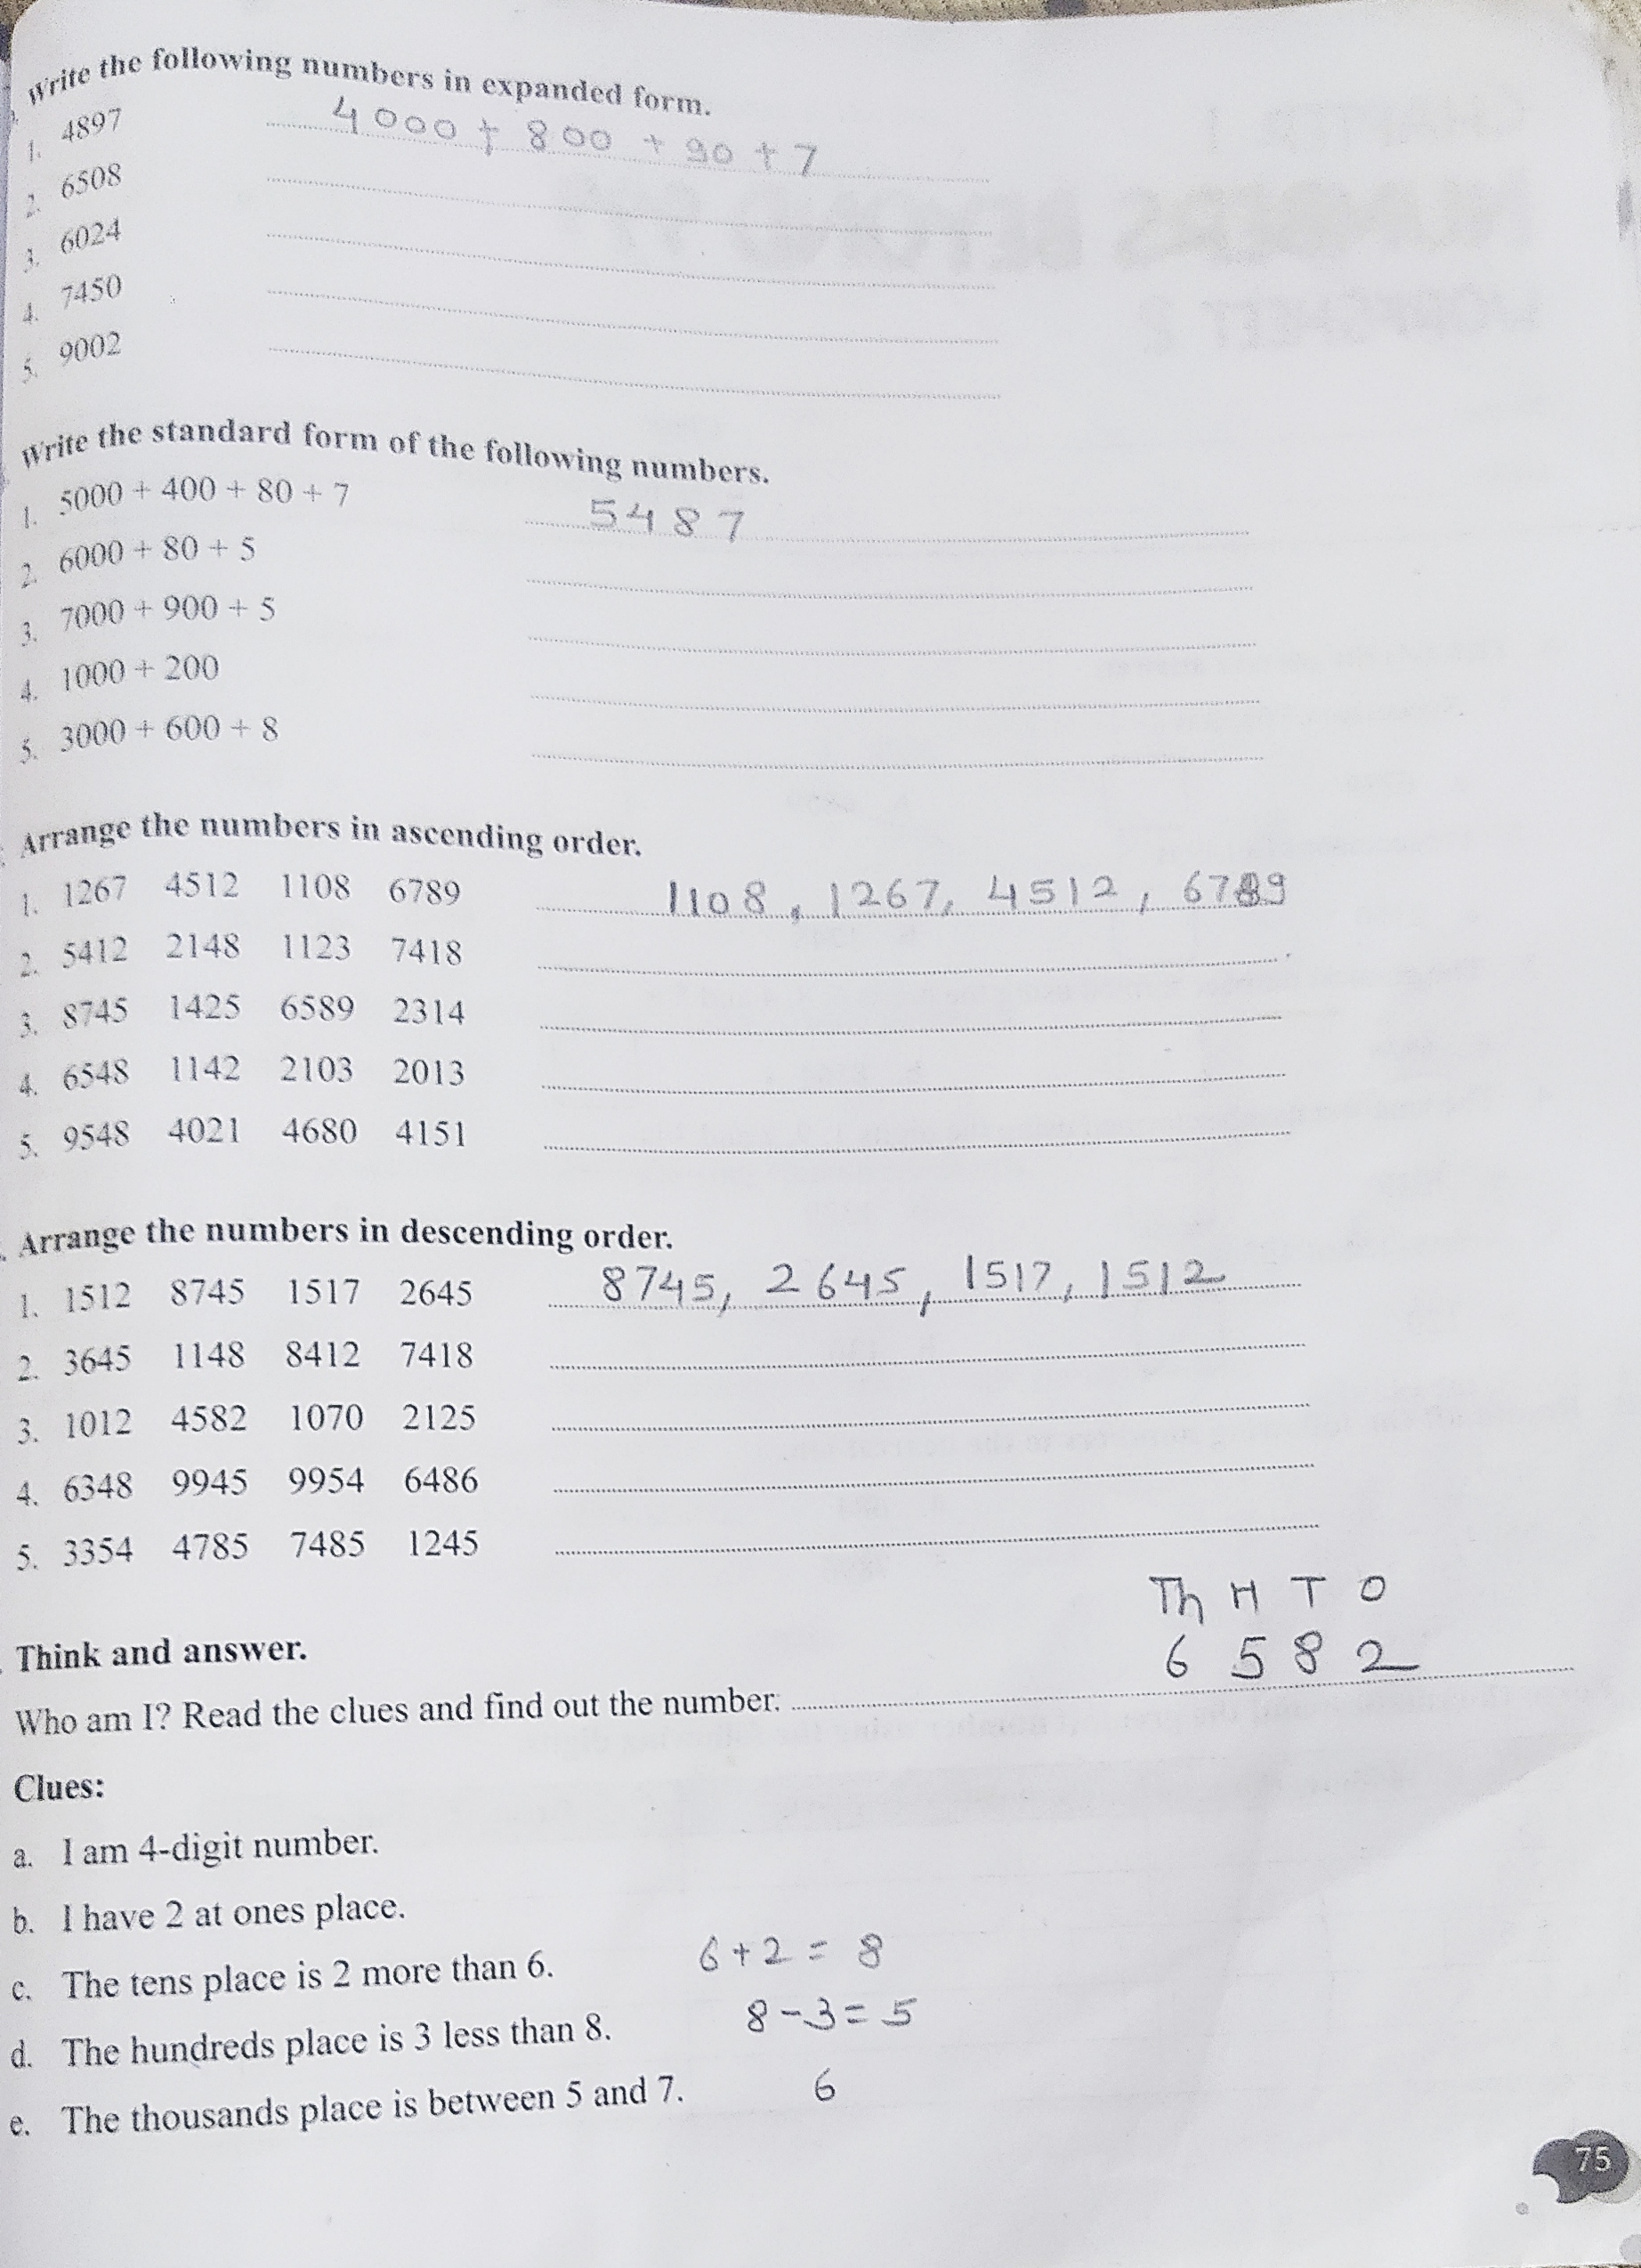 Write the following numbers in expanded form.
1. 4897 4000 + 800 + 90 + 7
2. 6508
3. 6024
4. 7450
5. 9002
Write the standard form of the following numbers.
1. 5000 + 400 + 80 + 7 5487
2. 6000 + 80 + 5
3. 7000 + 900 + 5
4. 1000 + 200
5. 3000 + 600 + 8
Arrange the numbers in ascending order.
1. 1267 4512 1108 6789 1108, 1267, 4512, 6789
2. 5412 2148 1123 7418
3. 8745 1425 6589 2314
4. 6548 1142 2103 2013
5. 9548 4021 4680 4151
Arrange the numbers in descending order.
1. 1512 8745 1517 2645 8745, 2645, 1517, 1512
2. 3645 1148 8412 7418
3. 1012 4582 1070 2125
4. 6348 9945 9954 6486
5. 3354 4785 7485 1245
Th H T O
Think and answer.
Who am I? Read the clues and find out the number. 6 5 8 2
Clues:
a. I am 4-digit number.
b. I have 2 at ones place.
c. The tens place is 2 more than 6. 6+2 = 8
d. The hundreds place is 3 less than 8. 8-3=5
e. The thousands place is between 5 and 7. 6
75